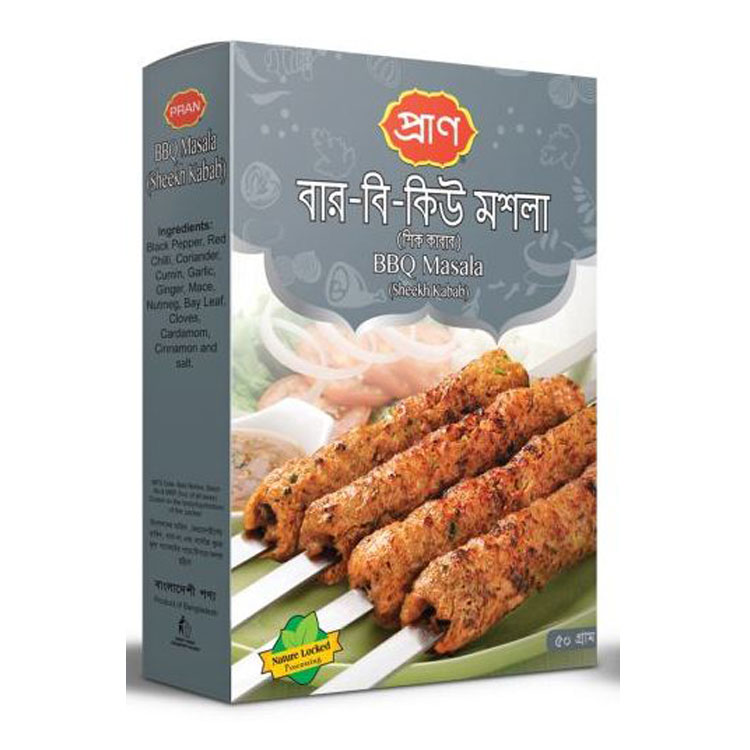 PRAN
BBQ Masala
(Sheekh Kabab)
Ingredients:
Black Pepper, Red
Chilli, Coriander,
Cumin, Garlic,
Ginger, Mace,
Nutmeg, Bay Leaf,
Cloves,
Cardamom,
Cinnamon and
salt.
বাংলাদেশী পণ্য
Product of Bangladesh
প্রাণ
বার-বি-কিউ মশলা
(শিক কাবাব)
BBQ Masala
(Sheekh Kabab)
Nature Locked
Processing
৫০ গ্রাম